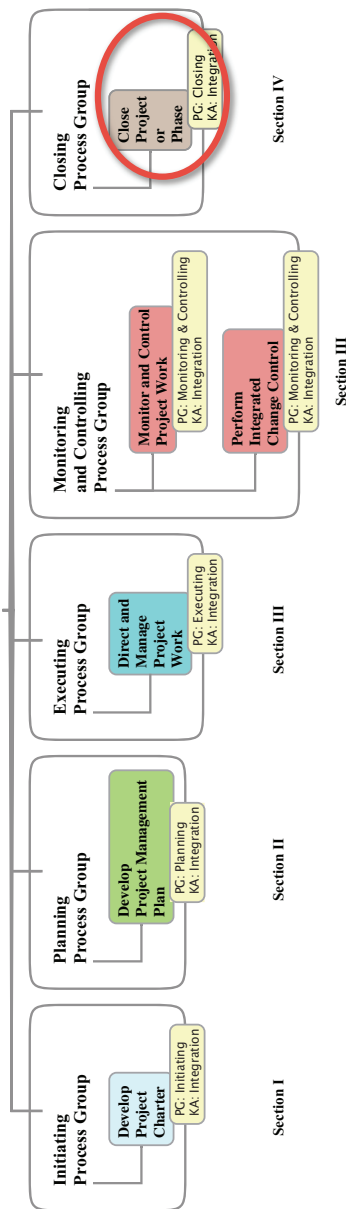 Initiating
Process Group
Develop
Project
Charter
PG: Initiating
KA: Integration
Section I
Planning
Process Group
Develop
Project Management
Plan
PG: Planning
KA: Integration
Section II
Executing
Process Group
Direct and
Manage
Project
Work
PG: Executing
KA: Integration
Section III
Monitoring
and Controlling
Process Group
Monitor and Control
Project Work
PG: Monitoring & Controlling
KA: Integration
Perform
Integrated
Change Control
PG: Monitoring & Controlling
KA: Integration
Section III
Closing
Process Group
Close
Project
or
Phase
PG: Closing
KA: Integration
Section IV